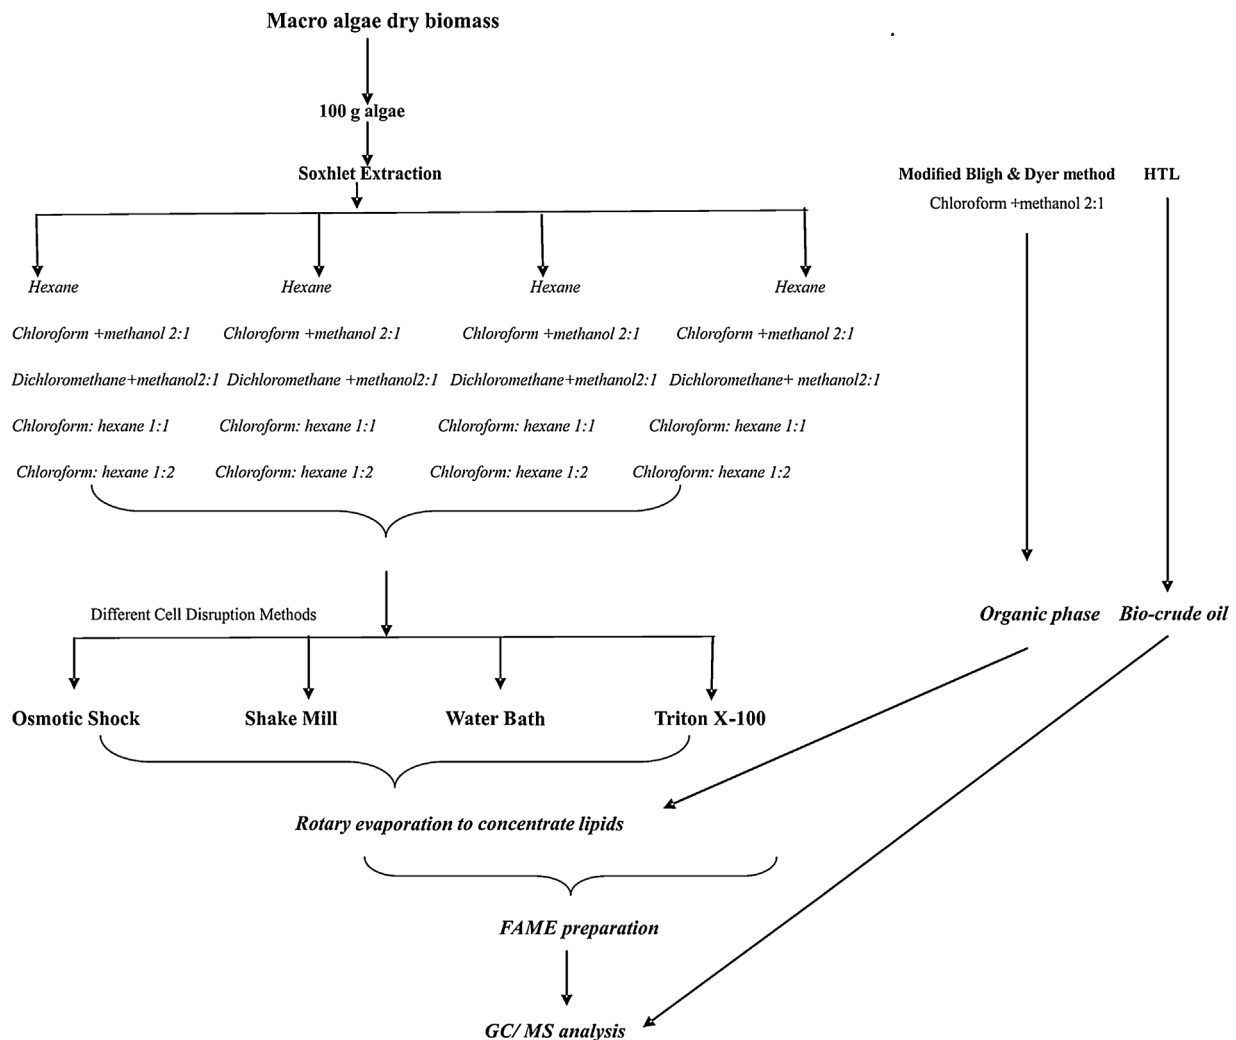 Macro algae dry biomass
100 g algae
Soxhlet Extraction
Modified Bligh & Dyer method
HTL
Chloroform +methanol 2:1
Hexane Hexane Hexane Hexane
Chloroform +methanol 2:1 Chloroform +methanol 2:1 Chloroform +methanol 2:1 Chloroform +methanol 2:1
Dichloromethane+methanol2:1 Dichloromethane +methanol2:1 Dichloromethane+methanol2:1 Dichloromethane+ methanol2:1
Chloroform: hexane 1:1 Chloroform: hexane 1:1 Chloroform: hexane 1:1 Chloroform: hexane 1:1
Chloroform: hexane 1:2 Chloroform: hexane 1:2 Chloroform: hexane 1:2 Chloroform: hexane 1:2
Different Cell Disruption Methods
Organic phase Bio-crude oil
Osmotic Shock Shake Mill Water Bath Triton X-100
Rotary evaporation to concentrate lipids
FAME preparation
GC/ MS analysis